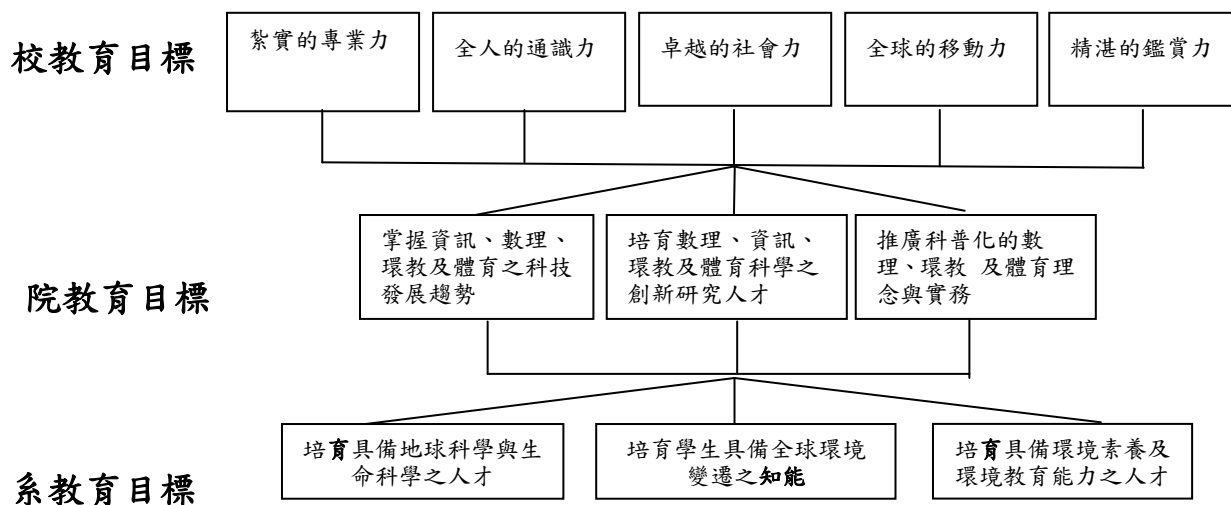 校教育目標
紮實的專業力
全人的通識力
卓越的社會力
全球的移動力
精湛的鑑賞力
院教育目標
掌握資訊、數理、
環教及體育之科技
發展趨勢
培育數理、資訊、
環教及體育科學之
創新研究人才
推廣科普化的數
理、環教 及體育理
念與實務
系教育目標
培育具備地球科學與生
命科學之人才
培育學生具備全球環境
變遷之知能
培育具備環境素養及
環境教育能力之人才